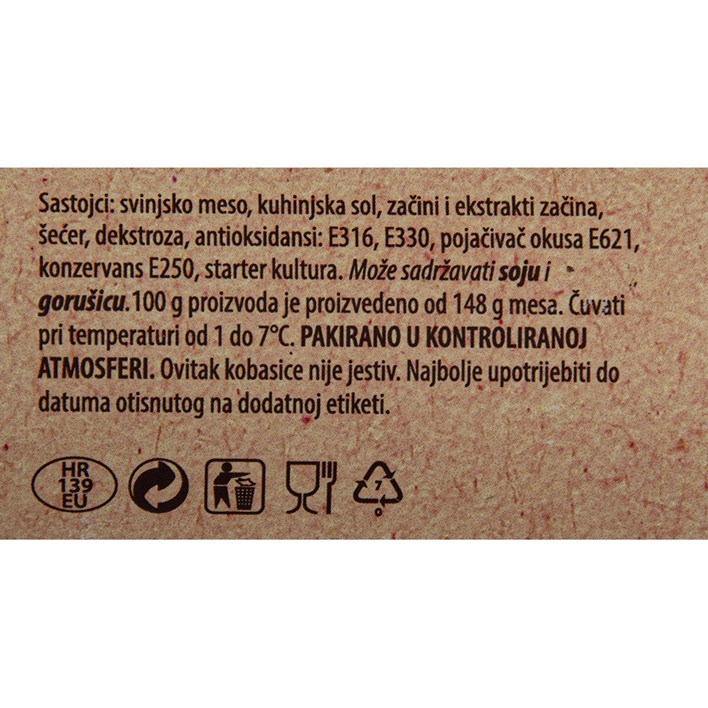 Sastojci: svinjsko meso, kuhinjska sol, začini i ekstrakti začina,
šećer, dekstroza, antioksidansi: E316, E330, pojačivač okusa E621,
konzervans E250, starter kultura. Može sadržavati soju i
gorušicu.100 g proizvoda je proizvedeno od 148 g mesa. Čuvati
pri temperaturi od 1 do 7°C. PAKIRANO U KONTROLIRANOJ
ATMOSFERI. Ovitak kobasice nije jestiv. Najbolje upotrijebiti do
datuma otisnutog na dodatnoj etiketi.
HR
139
EU
7
0